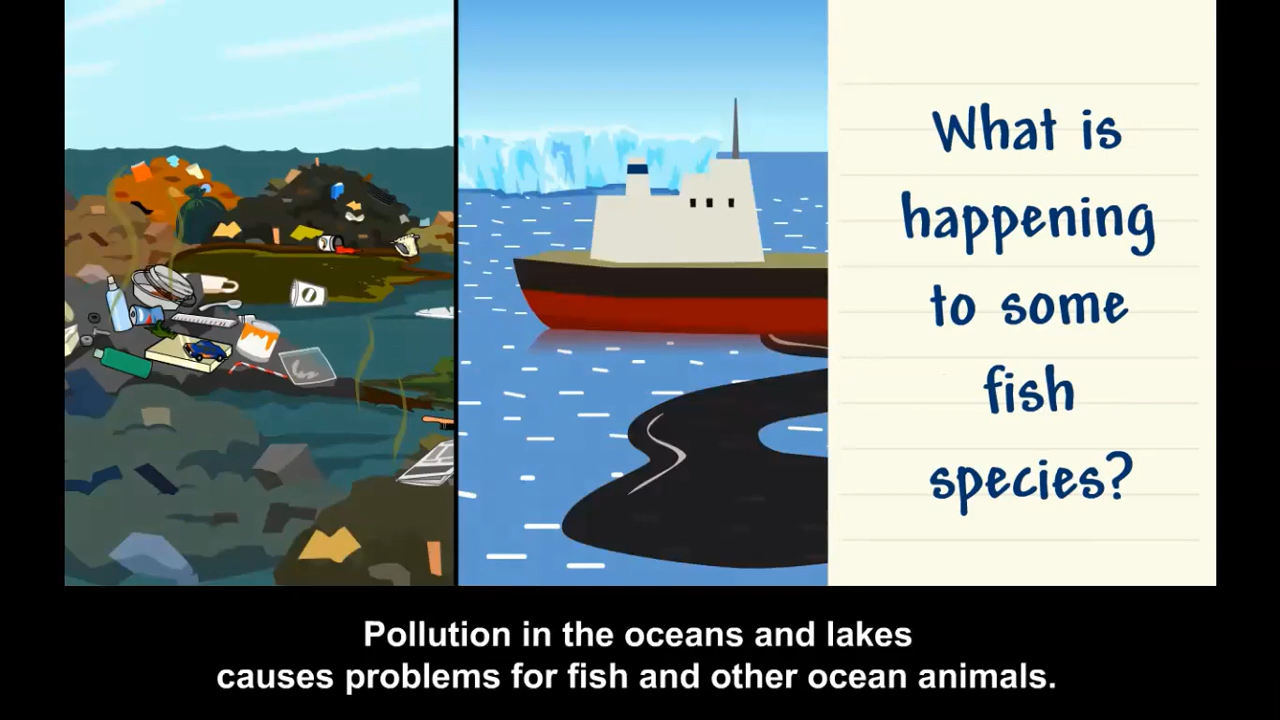 What is
happening
to some
fish
species?
Pollution in the oceans and lakes
causes problems for fish and other ocean animals.